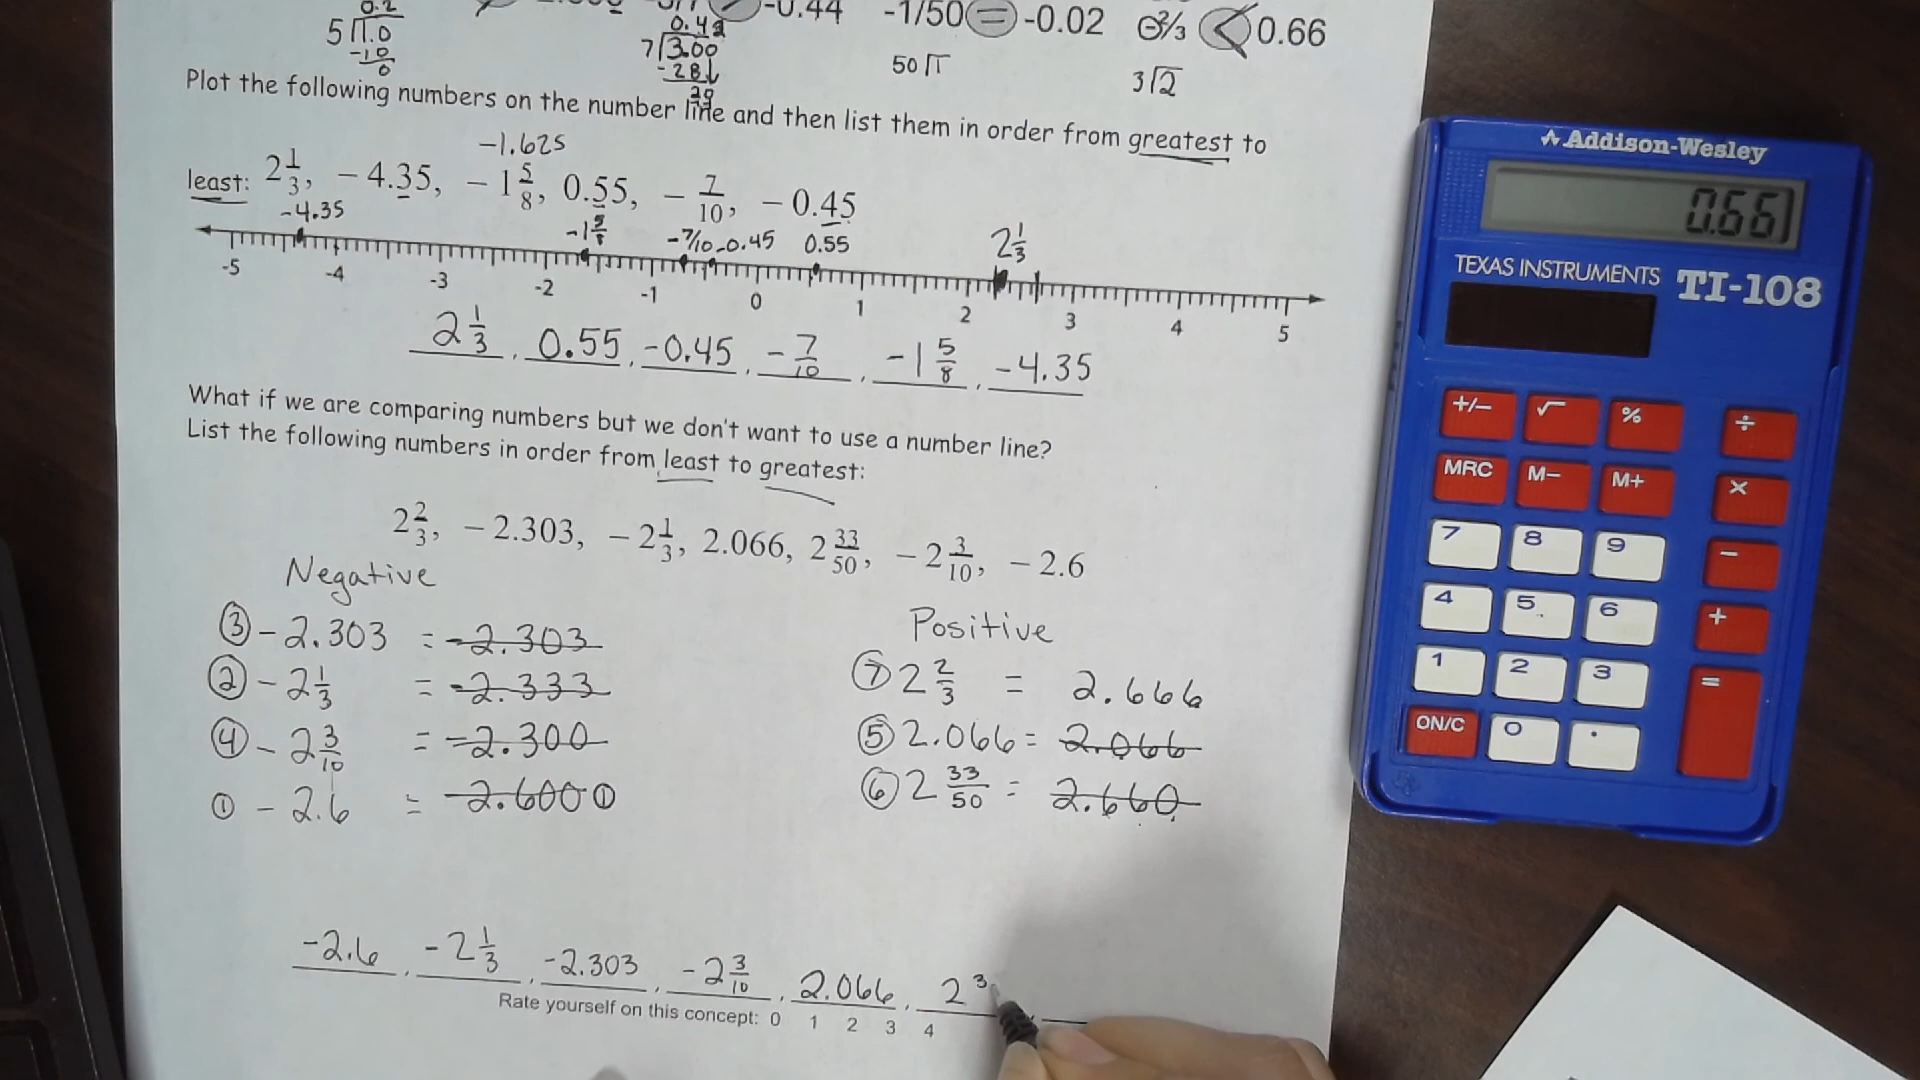 0.2
-0.44 -1/50 = -0.02 ⊖2/3 < 0.66
5 1.0
-10
0
0.42
7 3.00
-28↓
20
50 1
3 2
Plot the following numbers on the number line and then list them in order from greatest to
-1.625
least: 2 1/3, -4.35, -1 5/8, 0.55, -7/10, -0.45
-4.35 -1 5/8 -7/10 -0.45 0.55 2 1/3
-5 -4 -3 -2 -1 0 1 2 3 4 5
2 1/3, 0.55, -0.45, -7/10, -1 5/8, -4.35
What if we are comparing numbers but we don't want to use a number line?
List the following numbers in order from least to greatest:
2 2/3, -2.303, -2 1/3, 2.066, 2 33/50, -2 3/10, -2.6
Negative
③ -2.303 = -2.303
② -2 1/3 = -2.333
④ -2 3/10 = -2.300
① -2.6 = -2.600 ①
Positive
⑦ 2 2/3 = 2.666
⑤ 2.066 = 2.066
⑥ 2 33/50 = 2.660
-2.6, -2 1/3, -2.303, -2 3/10, 2.066, 2 3
Rate yourself on this concept: 0 1 2 3 4
Addison-Wesley
0.66
TEXAS INSTRUMENTS TI-108
+/- √ % ÷
MRC M- M+ ×
7 8 9 -
4 5 6 +
1 2 3 =
ON/C 0 .